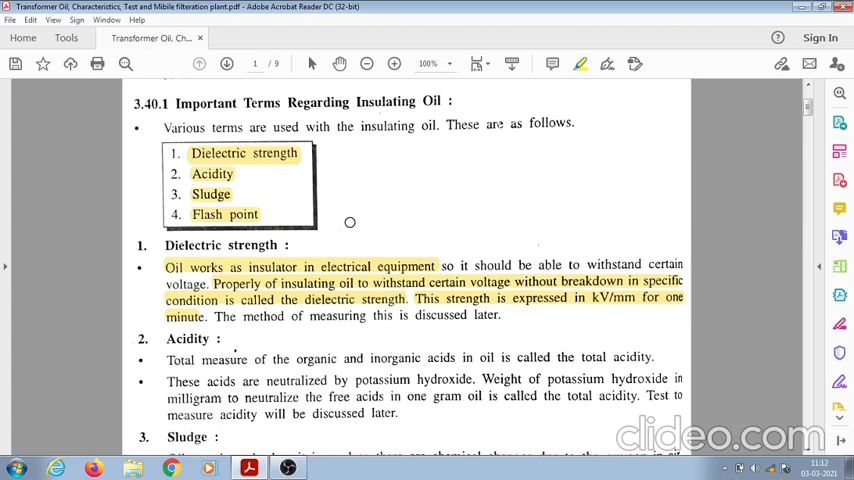 Transformer Oil, Characteristics, Test and Mibile filteration plant.pdf - Adobe Acrobat Reader DC (32-bit)
File Edit View Sign Window Help
Home Tools Transformer Oil, Ch... × Sign In
1 / 9 100%
3.40.1 Important Terms Regarding Insulating Oil :
• Various terms are used with the insulating oil. These are as follows.
1. Dielectric strength
2. Acidity
3. Sludge
4. Flash point
1. Dielectric strength :
• Oil works as insulator in electrical equipment so it should be able to withstand certain
voltage. Properly of insulating oil to withstand certain voltage without breakdown in specific
condition is called the dielectric strength. This strength is expressed in kV/mm for one
minute. The method of measuring this is discussed later.
2. Acidity :
• Total measure of the organic and inorganic acids in oil is called the total acidity.
• These acids are neutralized by potassium hydroxide. Weight of potassium hydroxide in
milligram to neutralize the free acids in one gram oil is called the total acidity. Test to
measure acidity will be discussed later.
3. Sludge :
clideo.com
11:12
03-03-2021